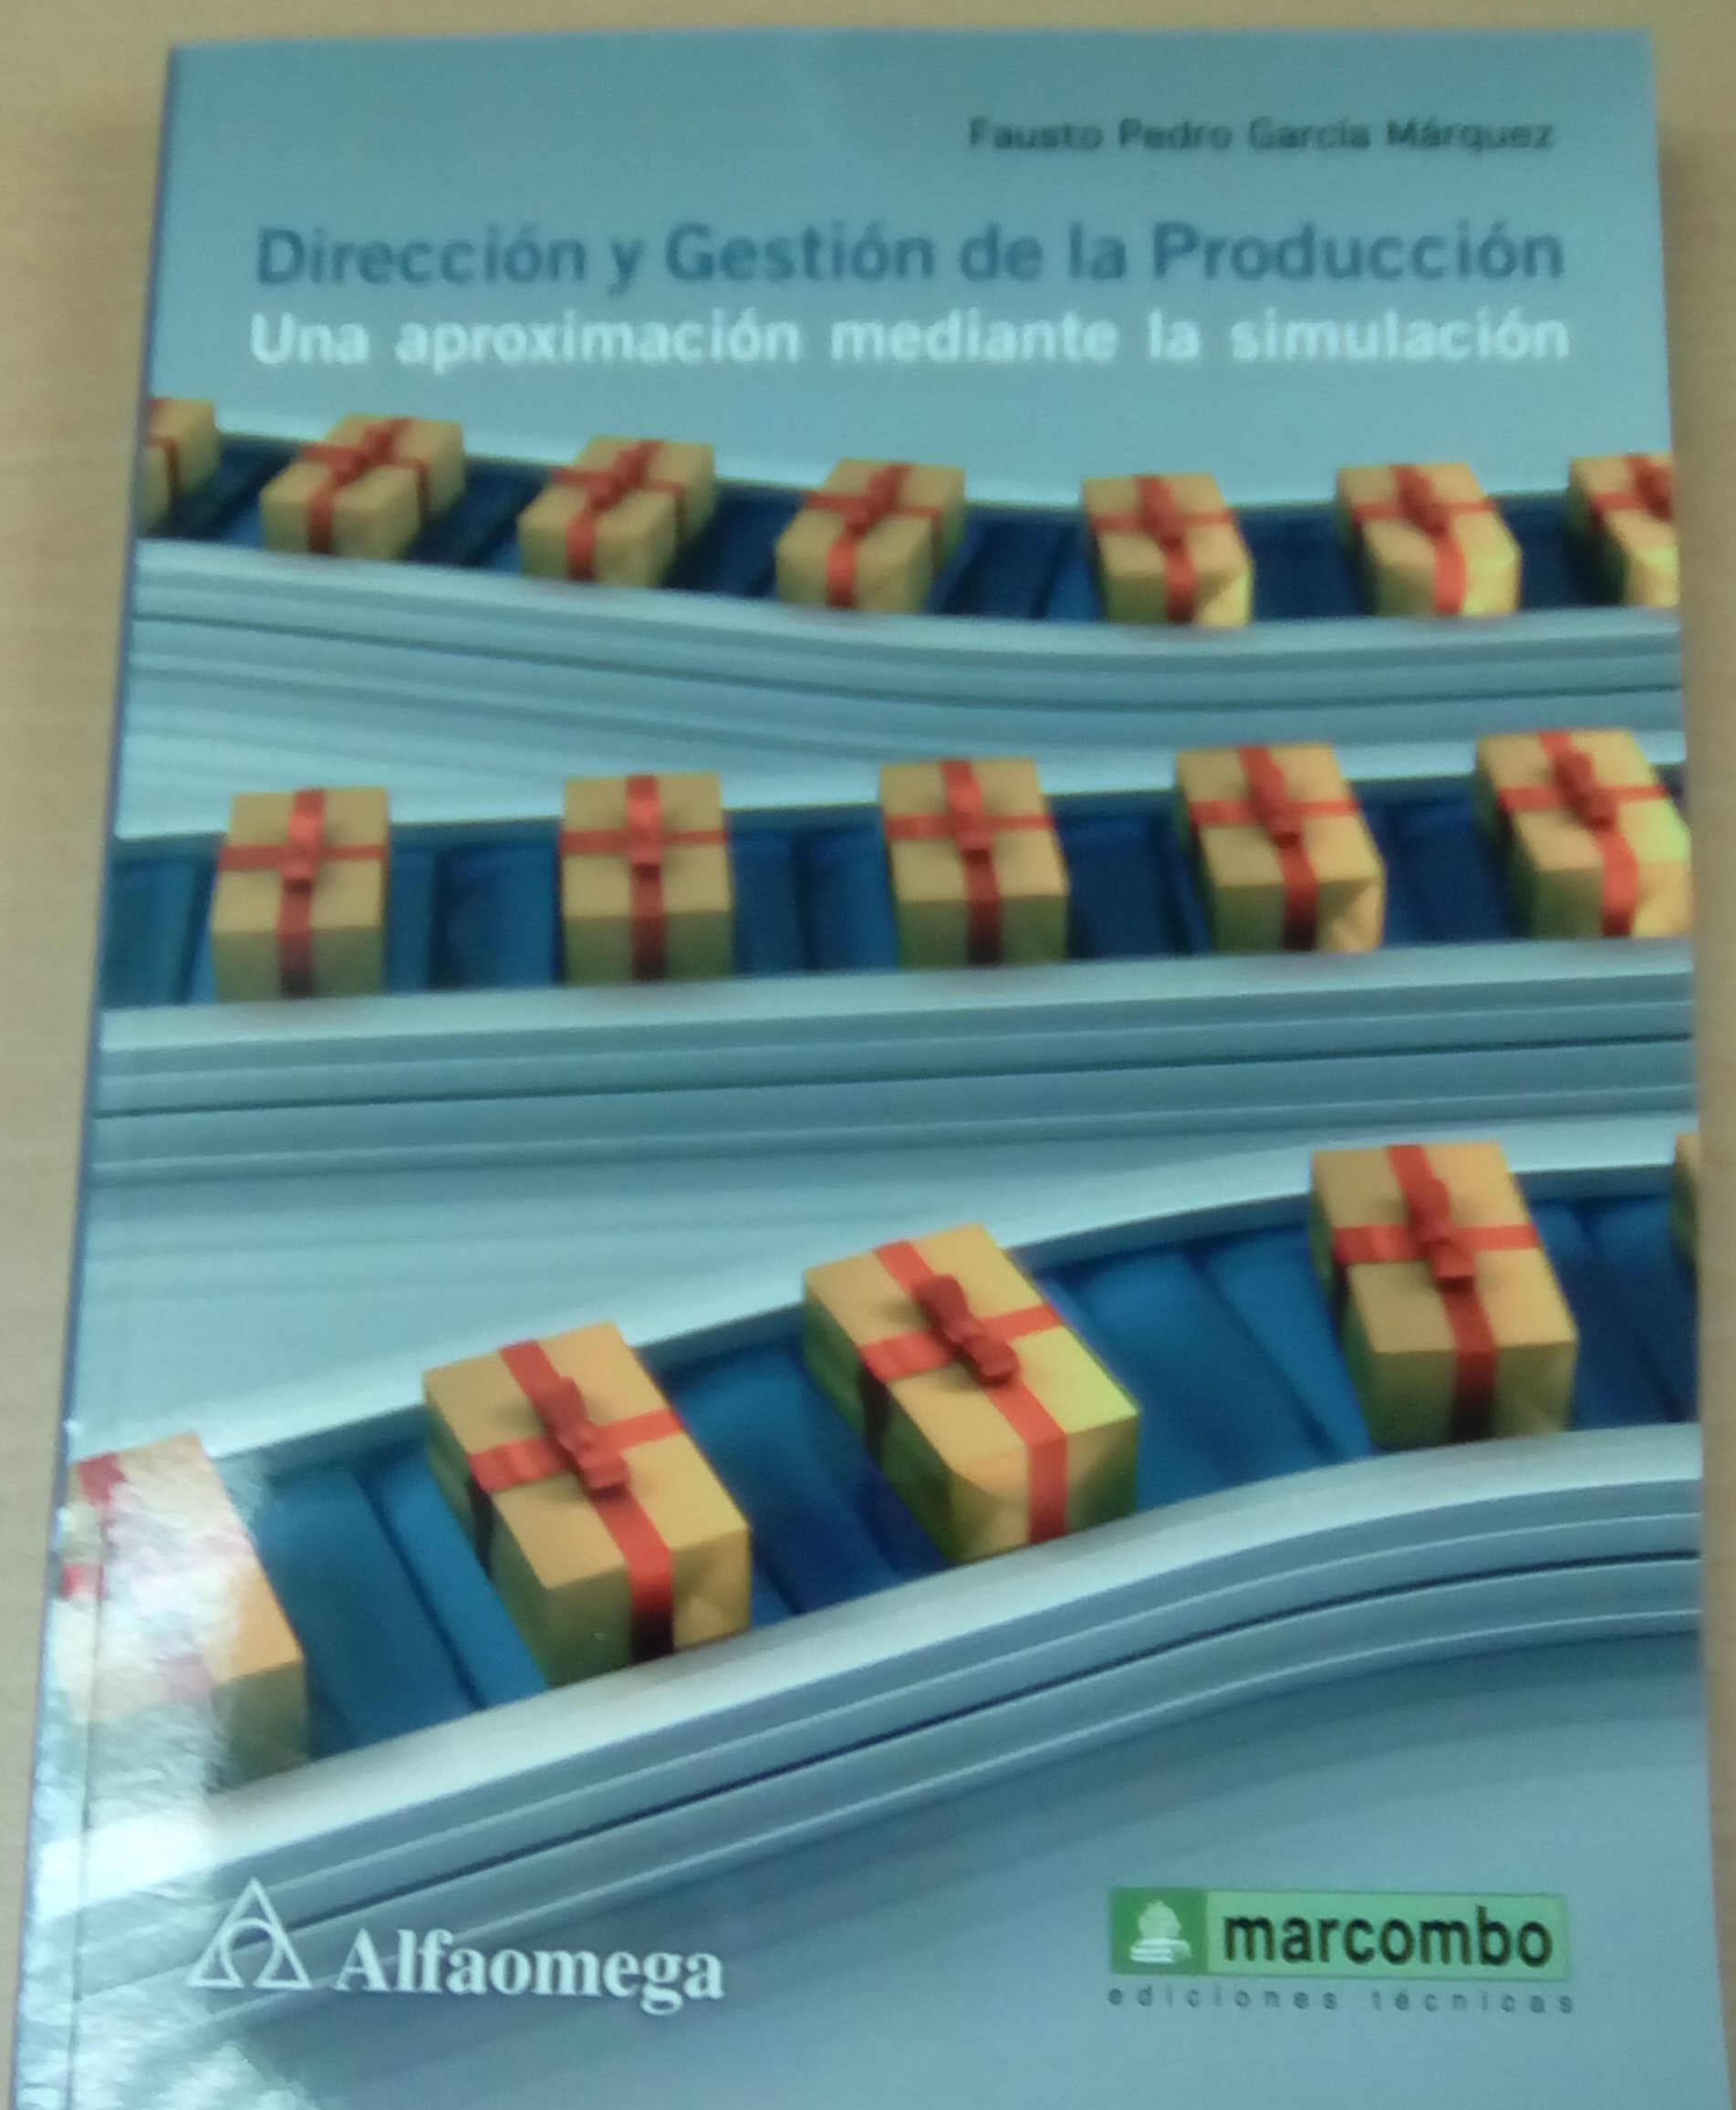 Fausto Pedro García Márquez
Dirección y Gestión de la Producción
Una aproximación mediante la simulación
Alfaomega
marcombo
ediciones técnicas